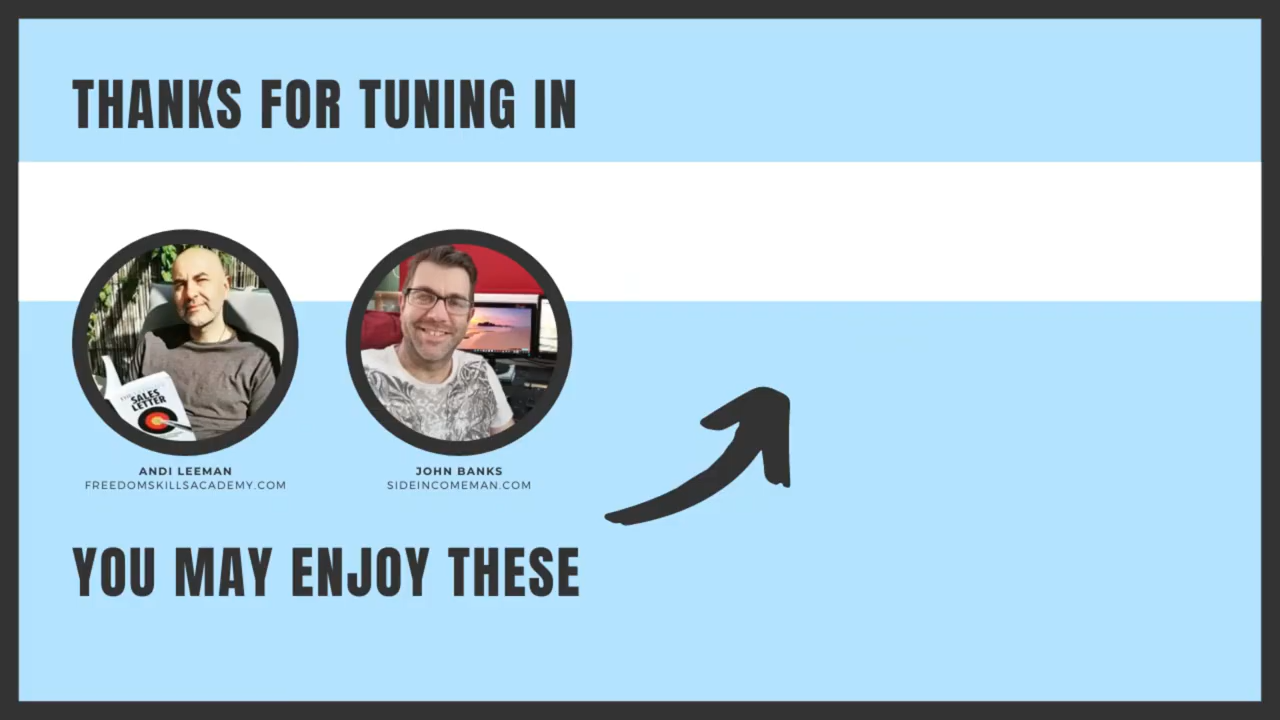 THANKS FOR TUNING IN
SALES
LETTER
ANDI LEEMAN
FREEDOMSKILLSACADEMY.COM
JOHN BANKS
SIDEINCOMEMAN.COM
YOU MAY ENJOY THESE